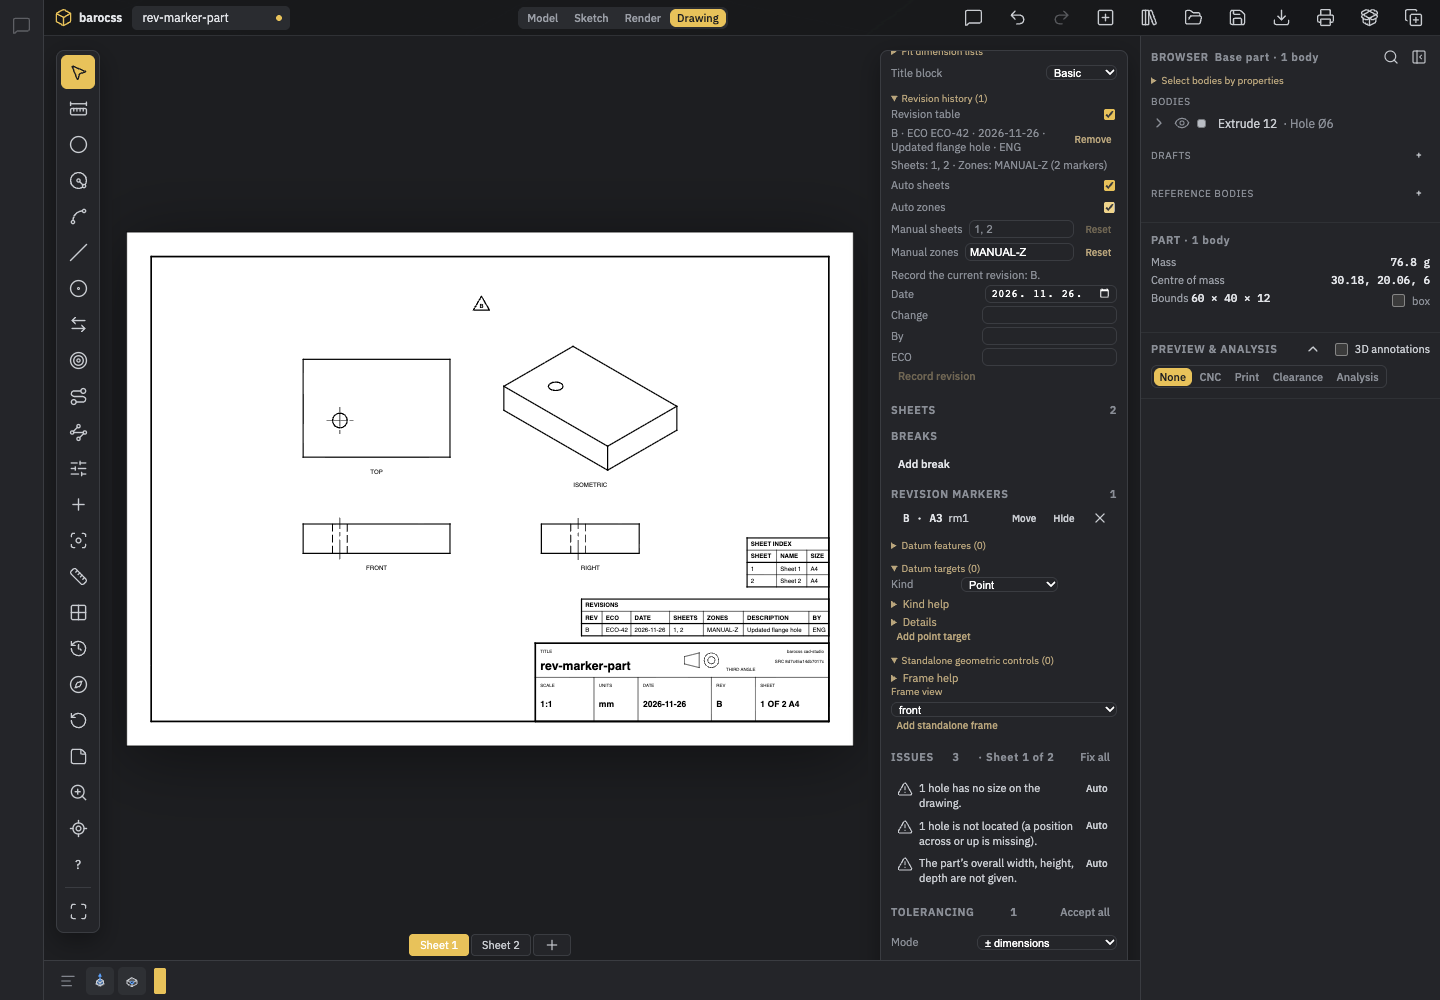 barocss
rev-marker-part
Model Sketch Render Drawing
Fit dimension lists
Title block Basic
Revision history (1)
Revision table
B · ECO ECO-42 · 2026-11-26 ·
Updated flange hole · ENG
Remove
Sheets: 1, 2 · Zones: MANUAL-Z (2 markers)
Auto sheets
Auto zones
Manual sheets 1, 2 Reset
Manual zones MANUAL-Z Reset
Record the current revision: B.
Date 2026. 11. 26.
Change
By
ECO
Record revision
SHEETS 2
BREAKS
Add break
REVISION MARKERS 1
B · A3 rm1 Move Hide
Datum features (0)
Datum targets (0)
Kind Point
Kind help
Details
Add point target
Standalone geometric controls (0)
Frame help
Frame view
front
Add standalone frame
ISSUES 3 · Sheet 1 of 2 Fix all
1 hole has no size on the
drawing.
Auto
1 hole is not located (a position
across or up is missing).
Auto
The part's overall width, height,
depth are not given.
Auto
TOLERANCING 1 Accept all
Mode ± dimensions
BROWSER Base part · 1 body
Select bodies by properties
BODIES
Extrude 12 · Hole Ø6
DRAFTS +
REFERENCE BODIES +
PART · 1 body
Mass 76.8 g
Centre of mass 30.18, 20.06, 6
Bounds 60 × 40 × 12 box
PREVIEW & ANALYSIS 3D annotations
None CNC Print Clearance Analysis
B
TOP
ISOMETRIC
FRONT
RIGHT
SHEET INDEX
SHEET NAME SIZE
1 Sheet 1 A4
2 Sheet 2 A4
REVISIONS
REV ECO DATE SHEETS ZONES DESCRIPTION BY
B ECO-42 2026-11-26 1, 2 MANUAL-Z Updated flange hole ENG
TITLE
rev-marker-part
THIRD ANGLE
barocss cad-studio
SCALE UNITS DATE REV SHEET
1:1 mm 2026-11-26 B 1 OF 2 A4
?
Sheet 1 Sheet 2 +